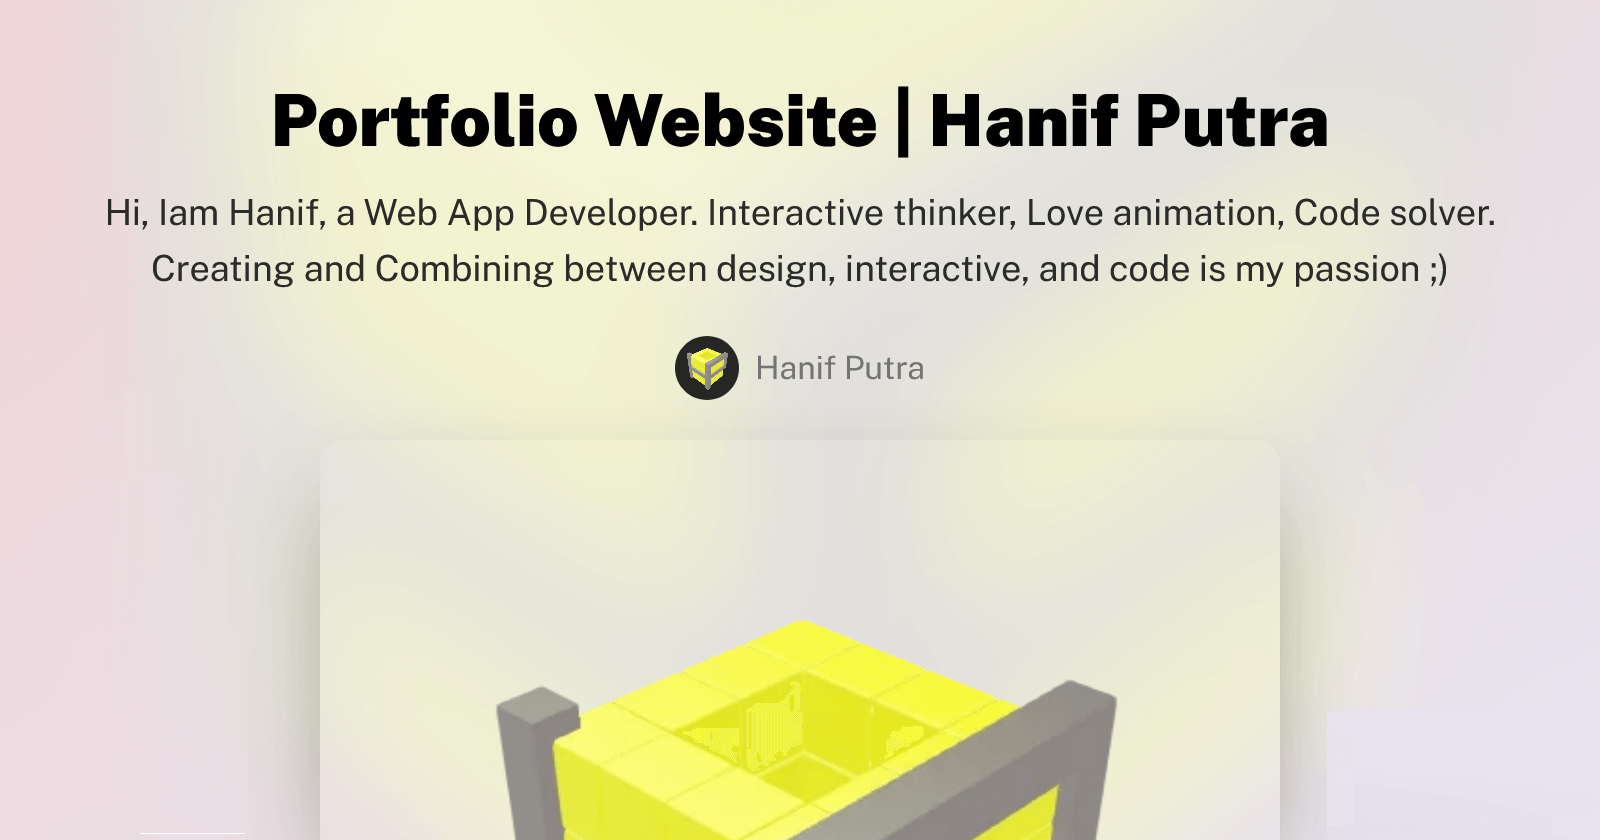 Portfolio Website | Hanif Putra
Hi, Iam Hanif, a Web App Developer. Interactive thinker, Love animation, Code solver.
Creating and Combining between design, interactive, and code is my passion ;)
Hanif Putra